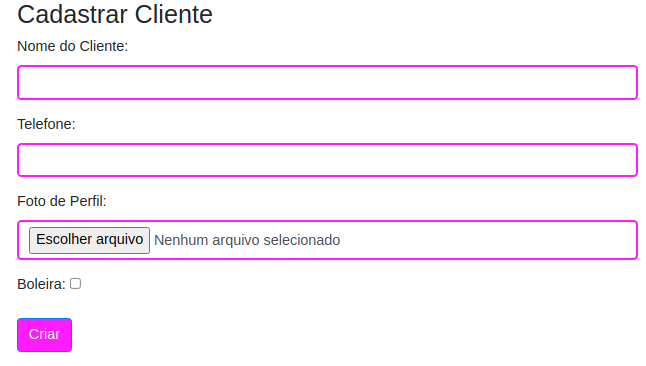 Cadastrar Cliente
Nome do Cliente:
Telefone:
Foto de Perfil:
Escolher arquivo Nenhum arquivo selecionado
Boleira:
Criar